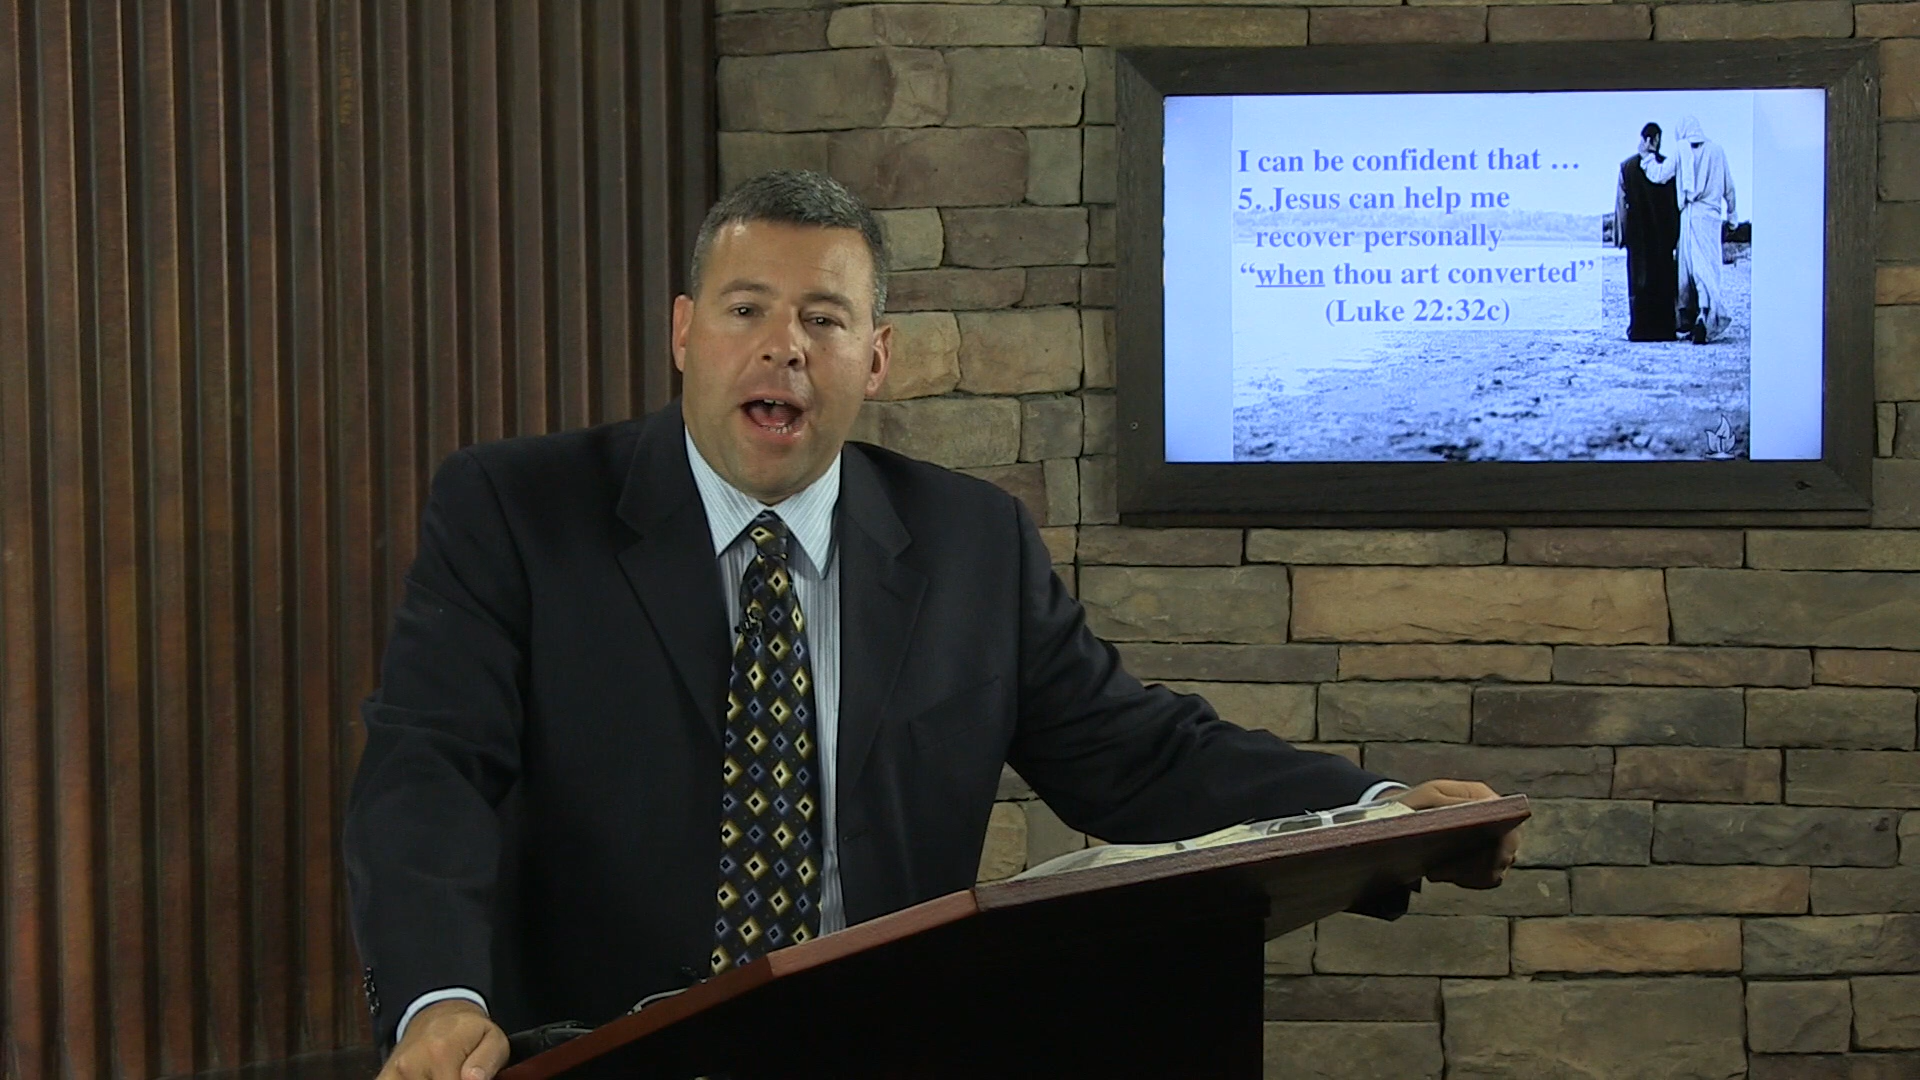 I can be confident that …
5. Jesus can help me
recover personally
“when thou art converted”
(Luke 22:32c)